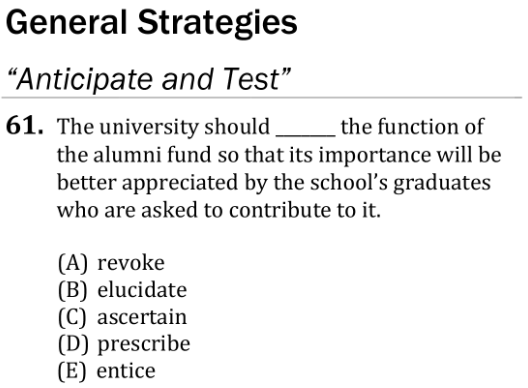 General Strategies
“Anticipate and Test”
61. The university should ______ the function of
the alumni fund so that its importance will be
better appreciated by the school’s graduates
who are asked to contribute to it.
(A) revoke
(B) elucidate
(C) ascertain
(D) prescribe
(E) entice